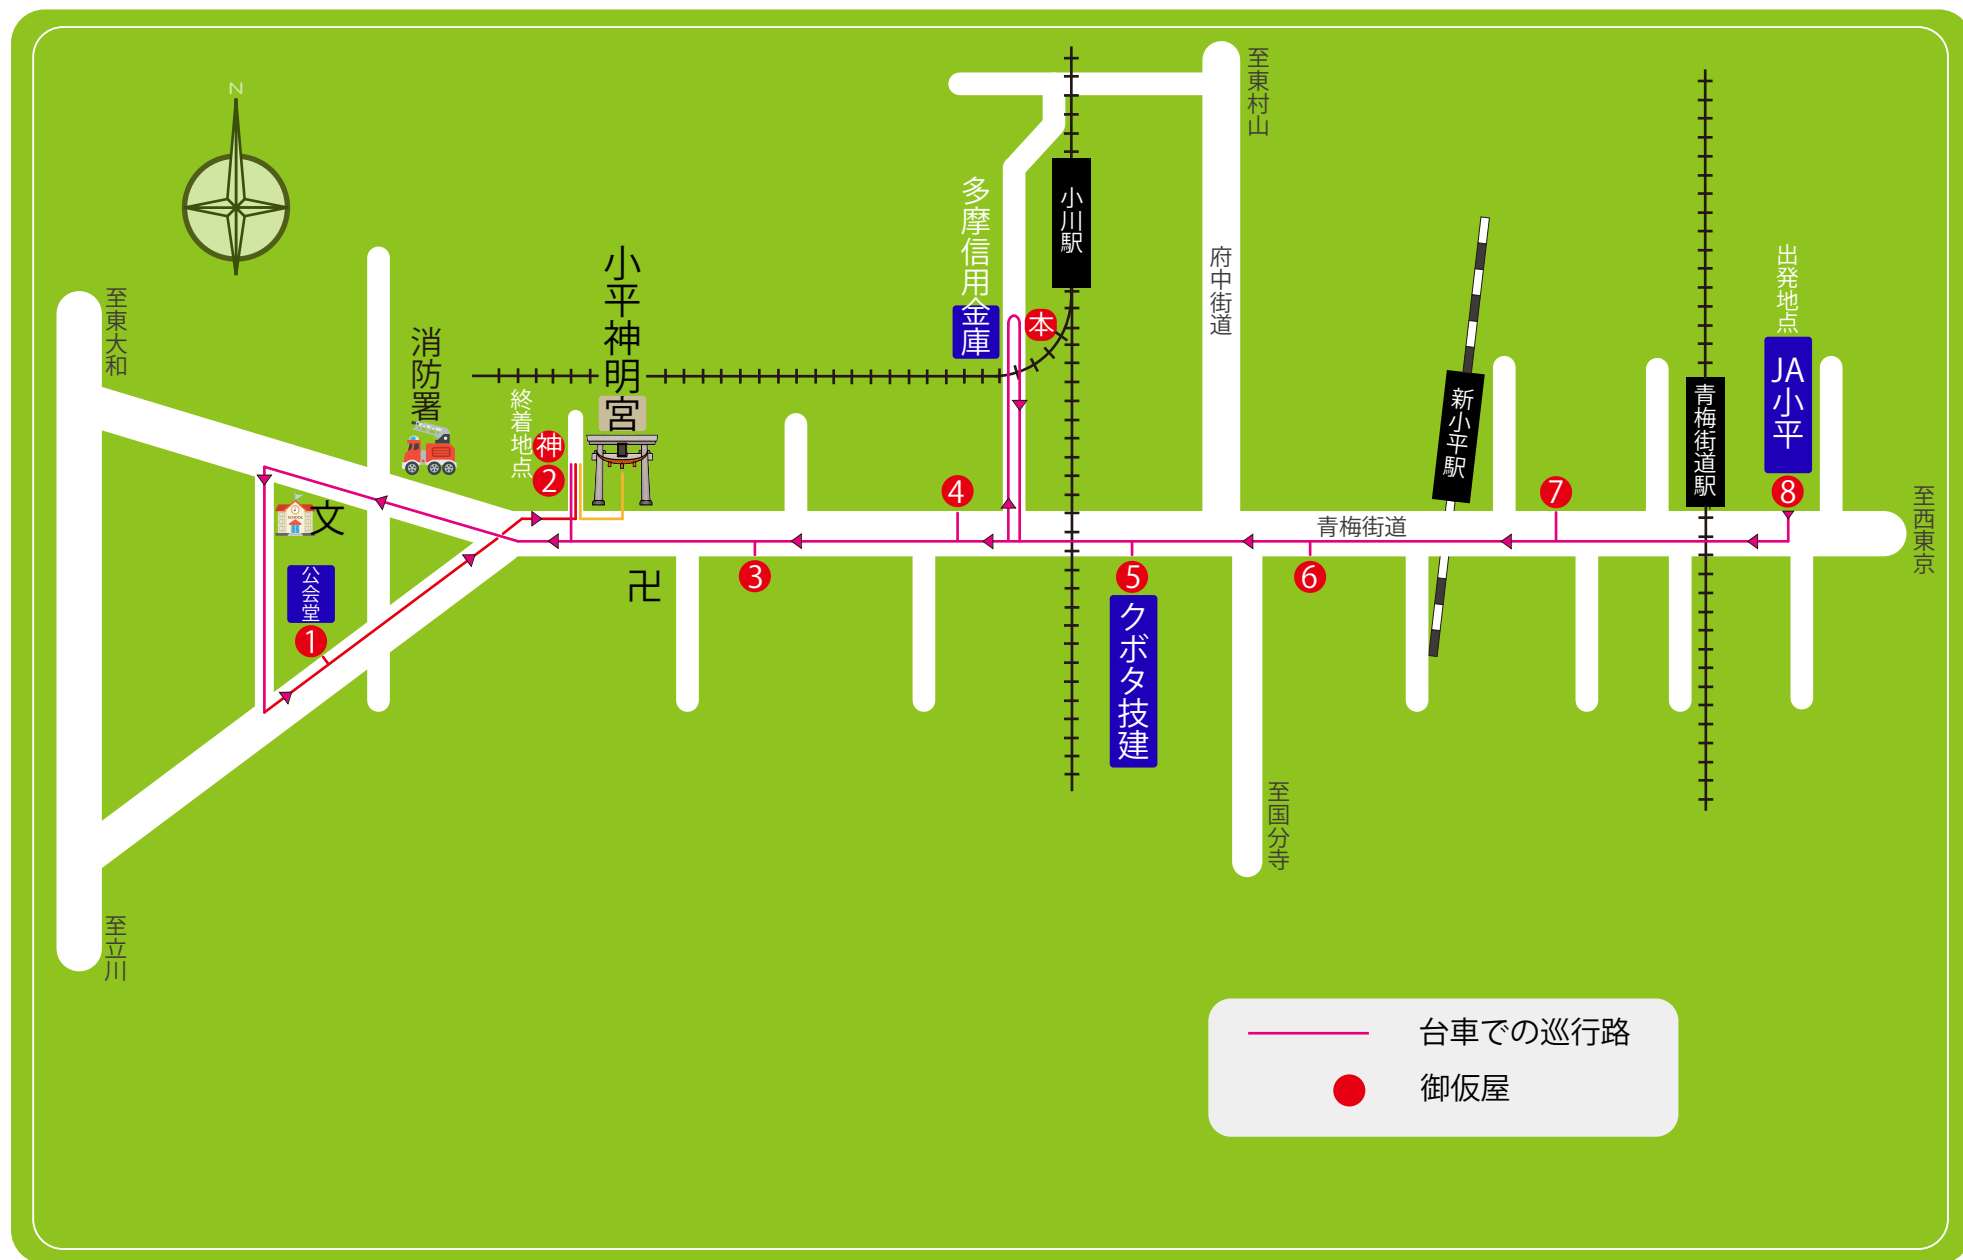 N
至東村山
多摩信用金庫
小川駅
本
府中街道
小平神明宮
至東大和
消防署
終着地点
神
2
出発地点
JA小平
8
青梅街道駅
新小平駅
7
4
至西東京
青梅街道
SCHOOL
文
公会堂
1
卍
3
5
クボタ技建
6
至国分寺
至立川
台車での巡行路
御仮屋